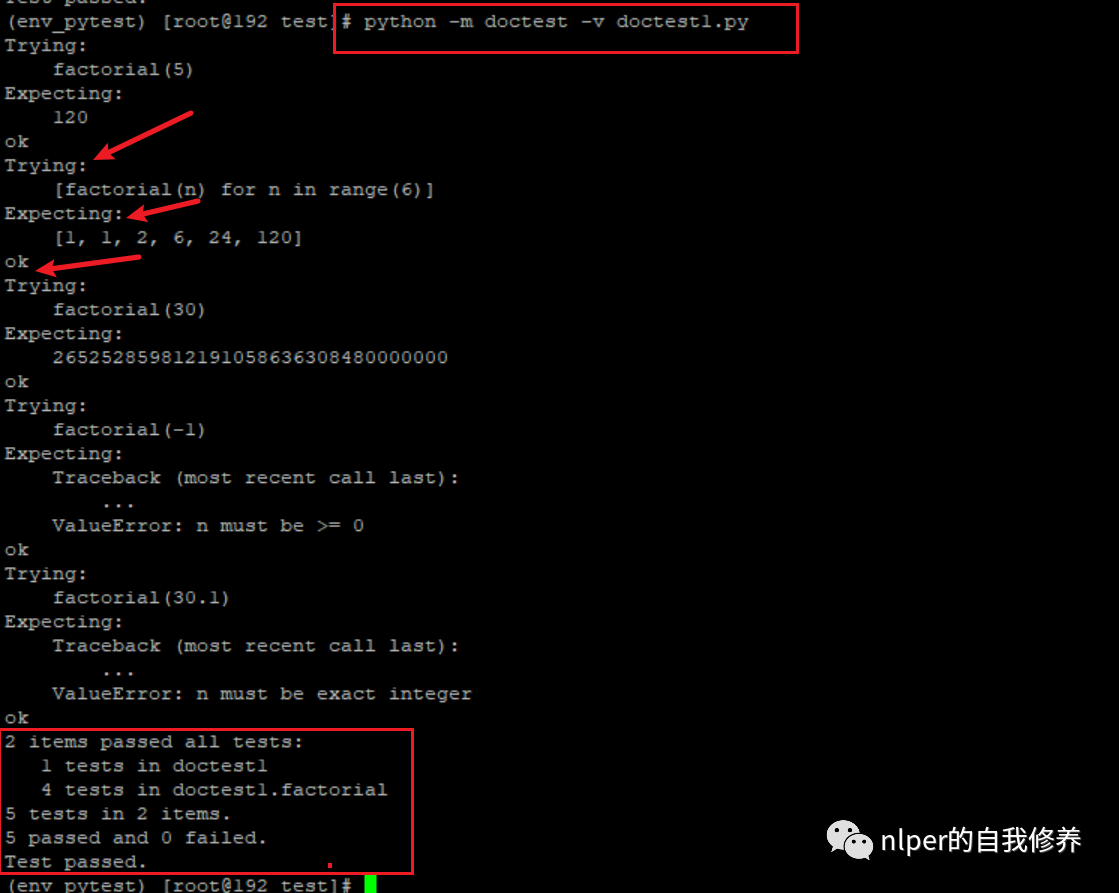 Test passed.
(env_pytest) [root@192 test]# python -m doctest -v doctest1.py
Trying:
    factorial(5)
Expecting:
    120
ok
Trying:
    [factorial(n) for n in range(6)]
Expecting:
    [1, 1, 2, 6, 24, 120]
ok
Trying:
    factorial(30)
Expecting:
    265252859812191058636308480000000
ok
Trying:
    factorial(-1)
Expecting:
    Traceback (most recent call last):
        ...
    ValueError: n must be >= 0
ok
Trying:
    factorial(30.1)
Expecting:
    Traceback (most recent call last):
        ...
    ValueError: n must be exact integer
ok
2 items passed all tests:
   1 tests in doctest1
   4 tests in doctest1.factorial
5 tests in 2 items.
5 passed and 0 failed.
Test passed.
(env_pytest) [root@192 test]#
nlper的自我修养